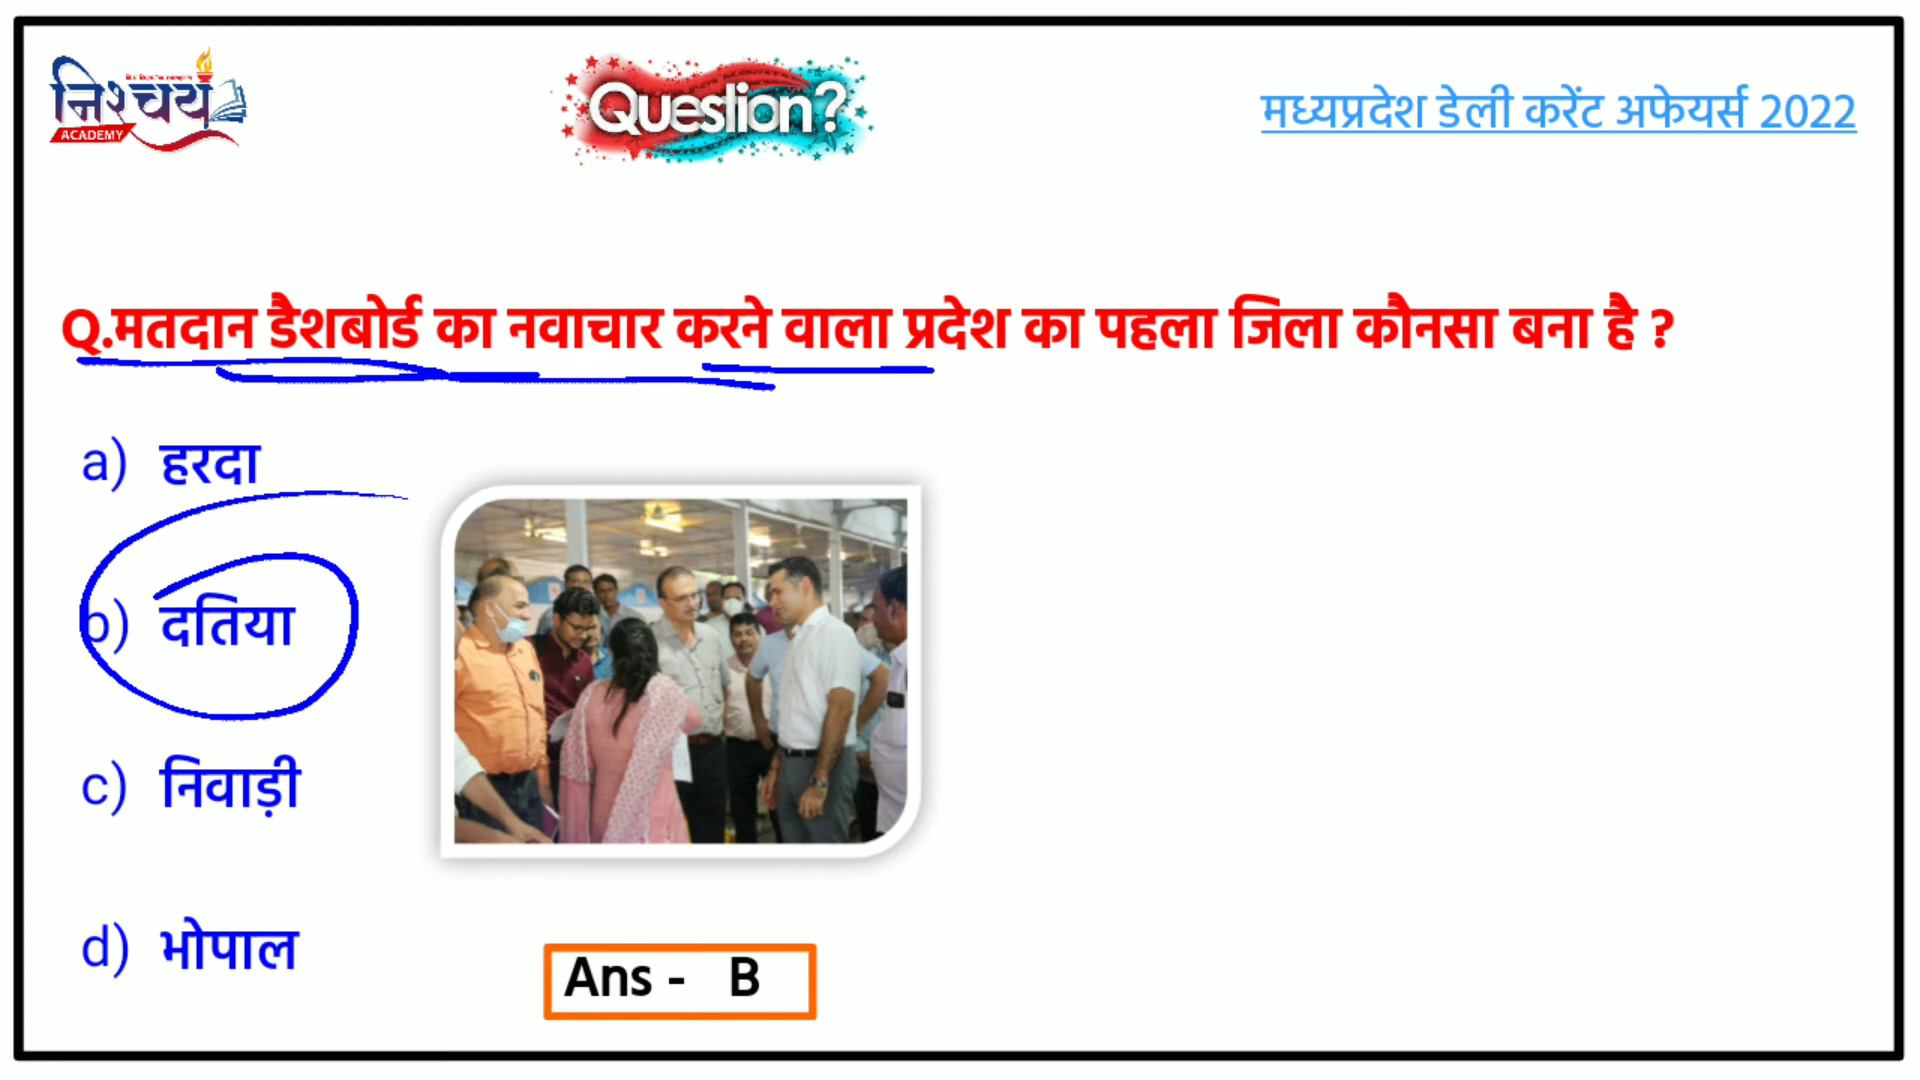 निश्चय
ACADEMY
Question?
मध्यप्रदेश डेली करेंट अफेयर्स 2022
Q.मतदान डैशबोर्ड का नवाचार करने वाला प्रदेश का पहला जिला कौनसा बना है ?
a) हरदा
b) दतिया
c) निवाड़ी
d) भोपाल
Ans - B